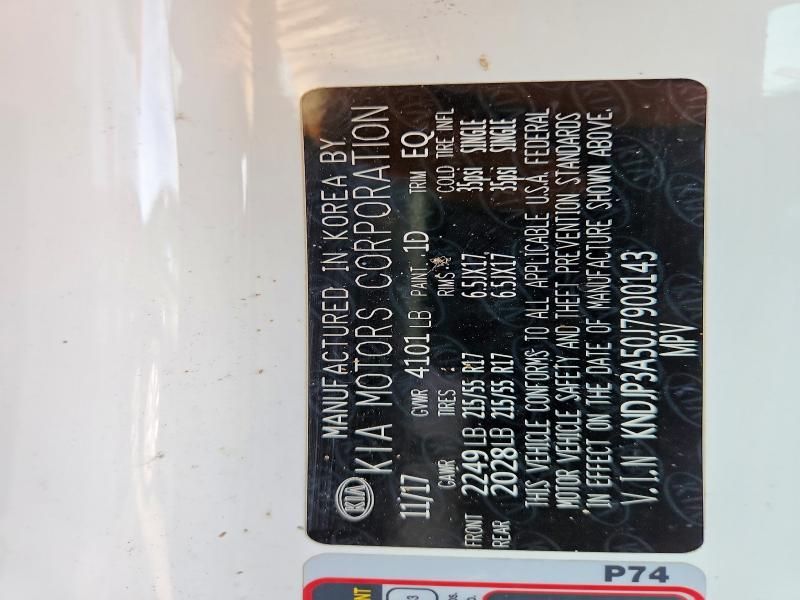 KIA
MANUFACTURED IN KOREA BY
KIA MOTORS CORPORATION
11/17 GVWR 4101 LB PAINT 1D TRIM EQ
GAWR TIRES RIMS COLD TIRE INFL
FRONT 2249 LB 215/55 R17 6.5JX17, 35psi SINGLE
REAR 2028LB 215/55 R17 6.5JX17, 35psi SINGLE
THIS VEHICLE CONFORMS TO ALL APPLICABLE U.S.A. FEDERAL
MOTOR VEHICLE SAFETY AND THEFT PREVENTION STANDARDS
IN EFFECT ON THE DATE OF MANUFACTURE SHOWN ABOVE.
V.I.N KNDJP3A50J7900143
MPV
P74